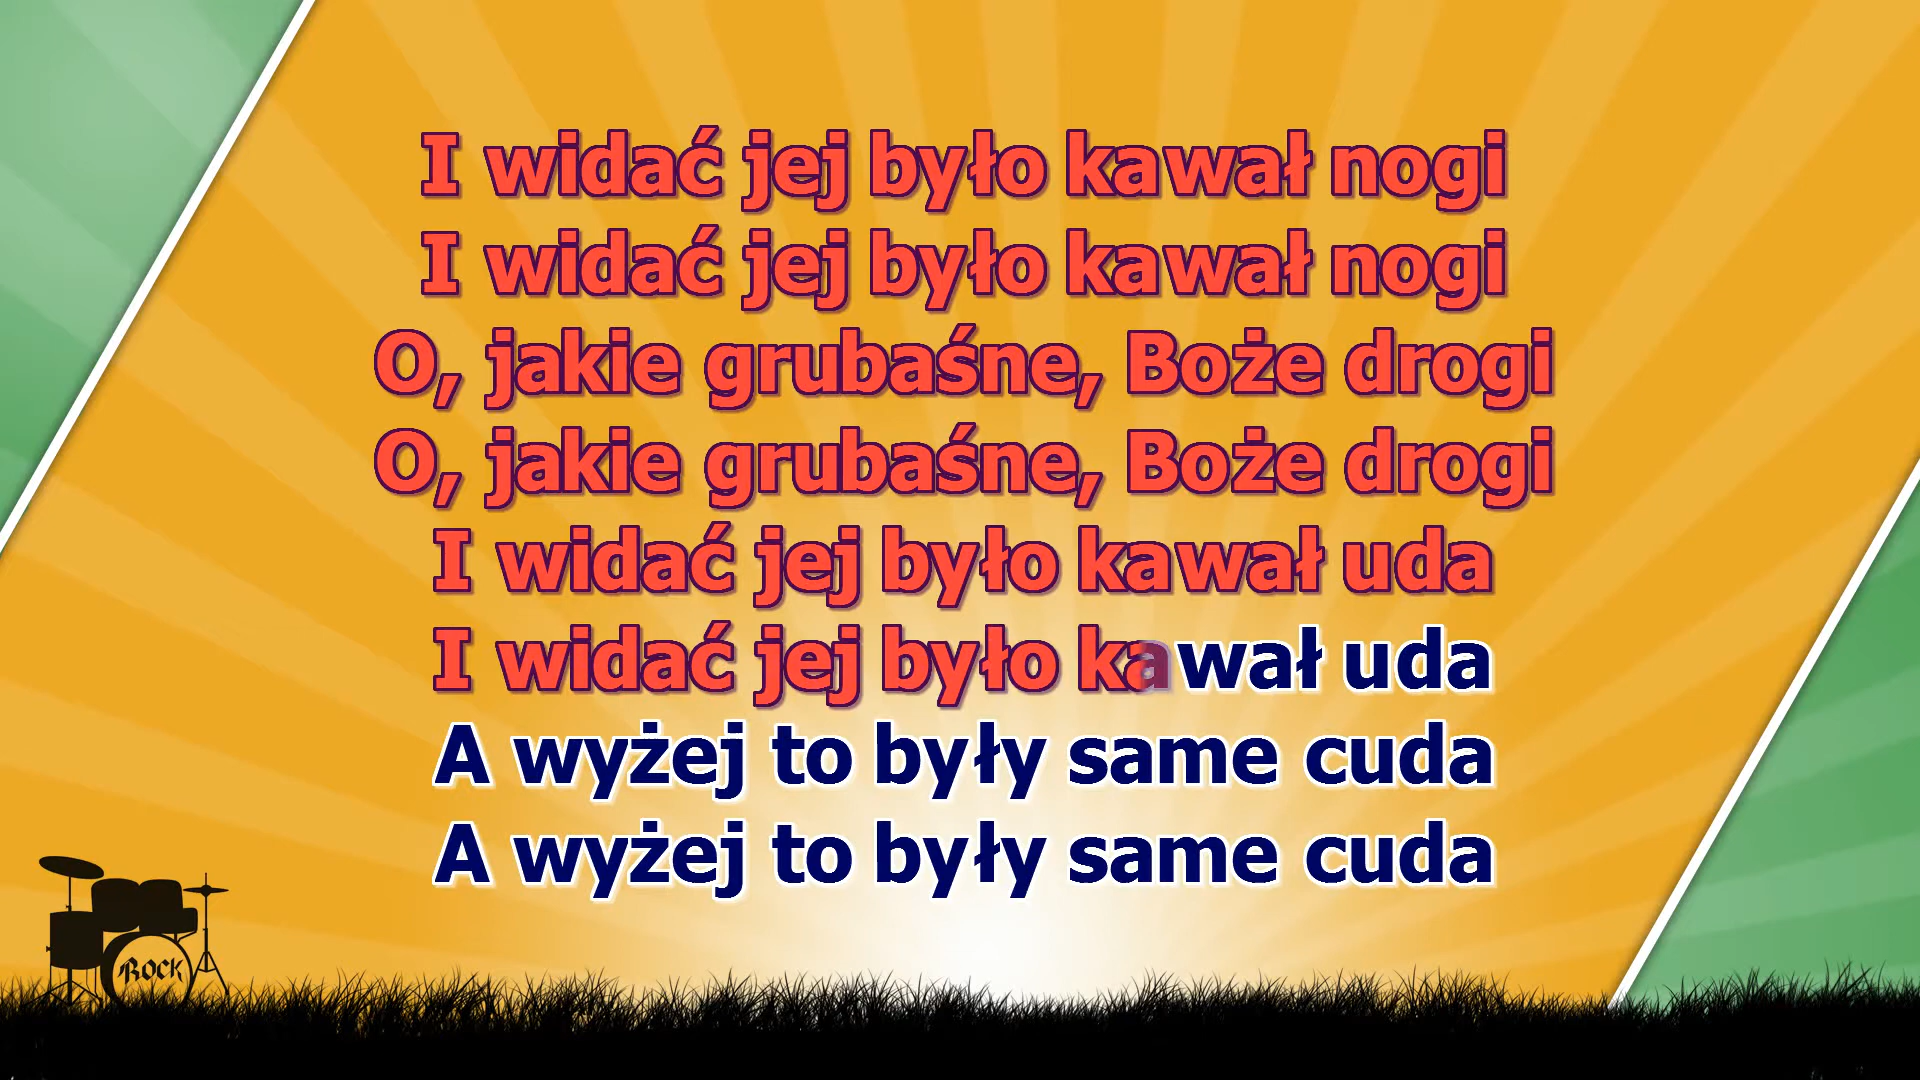 I widać jej było kawał nogi
I widać jej było kawał nogi
O, jakie grubaśne, Boże drogi
O, jakie grubaśne, Boże drogi
I widać jej było kawał uda
I widać jej było kawał uda
A wyżej to były same cuda
A wyżej to były same cuda
ROCK